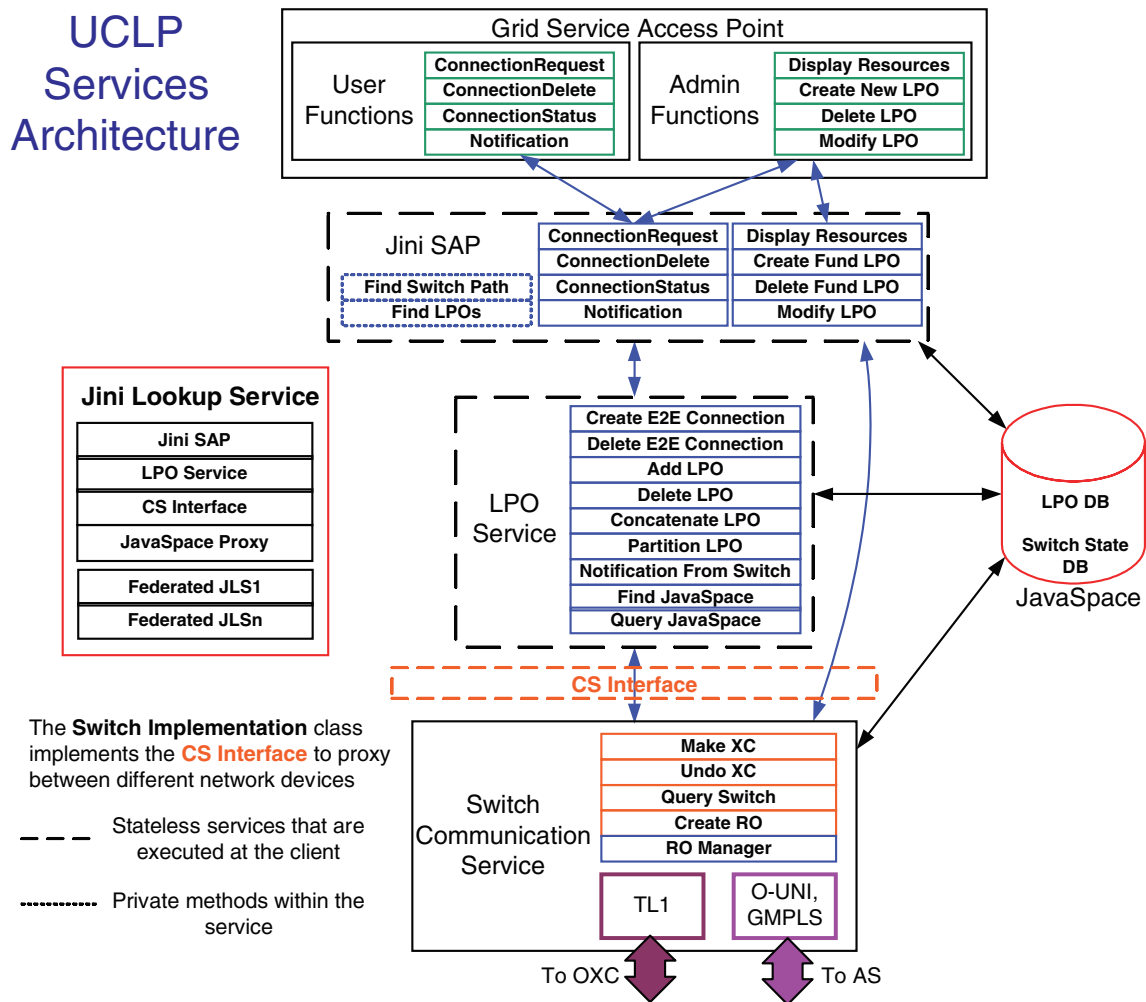 UCLP
Services
Architecture
Grid Service Access Point
User
Functions
ConnectionRequest
ConnectionDelete
ConnectionStatus
Notification
Admin
Functions
Display Resources
Create New LPO
Delete LPO
Modify LPO
Jini SAP
Find Switch Path
Find LPOs
ConnectionRequest
ConnectionDelete
ConnectionStatus
Notification
Display Resources
Create Fund LPO
Delete Fund LPO
Modify LPO
Jini Lookup Service
Jini SAP
LPO Service
CS Interface
JavaSpace Proxy
Federated JLS1
Federated JLSn
LPO
Service
Create E2E Connection
Delete E2E Connection
Add LPO
Delete LPO
Concatenate LPO
Partition LPO
Notification From Switch
Find JavaSpace
Query JavaSpace
LPO DB
Switch State
DB
JavaSpace
CS Interface
The Switch Implementation class
implements the CS Interface to proxy
between different network devices
Stateless services that are
executed at the client
Private methods within the
service
Switch
Communication
Service
Make XC
Undo XC
Query Switch
Create RO
RO Manager
TL1
O-UNI,
GMPLS
To OXC
To AS